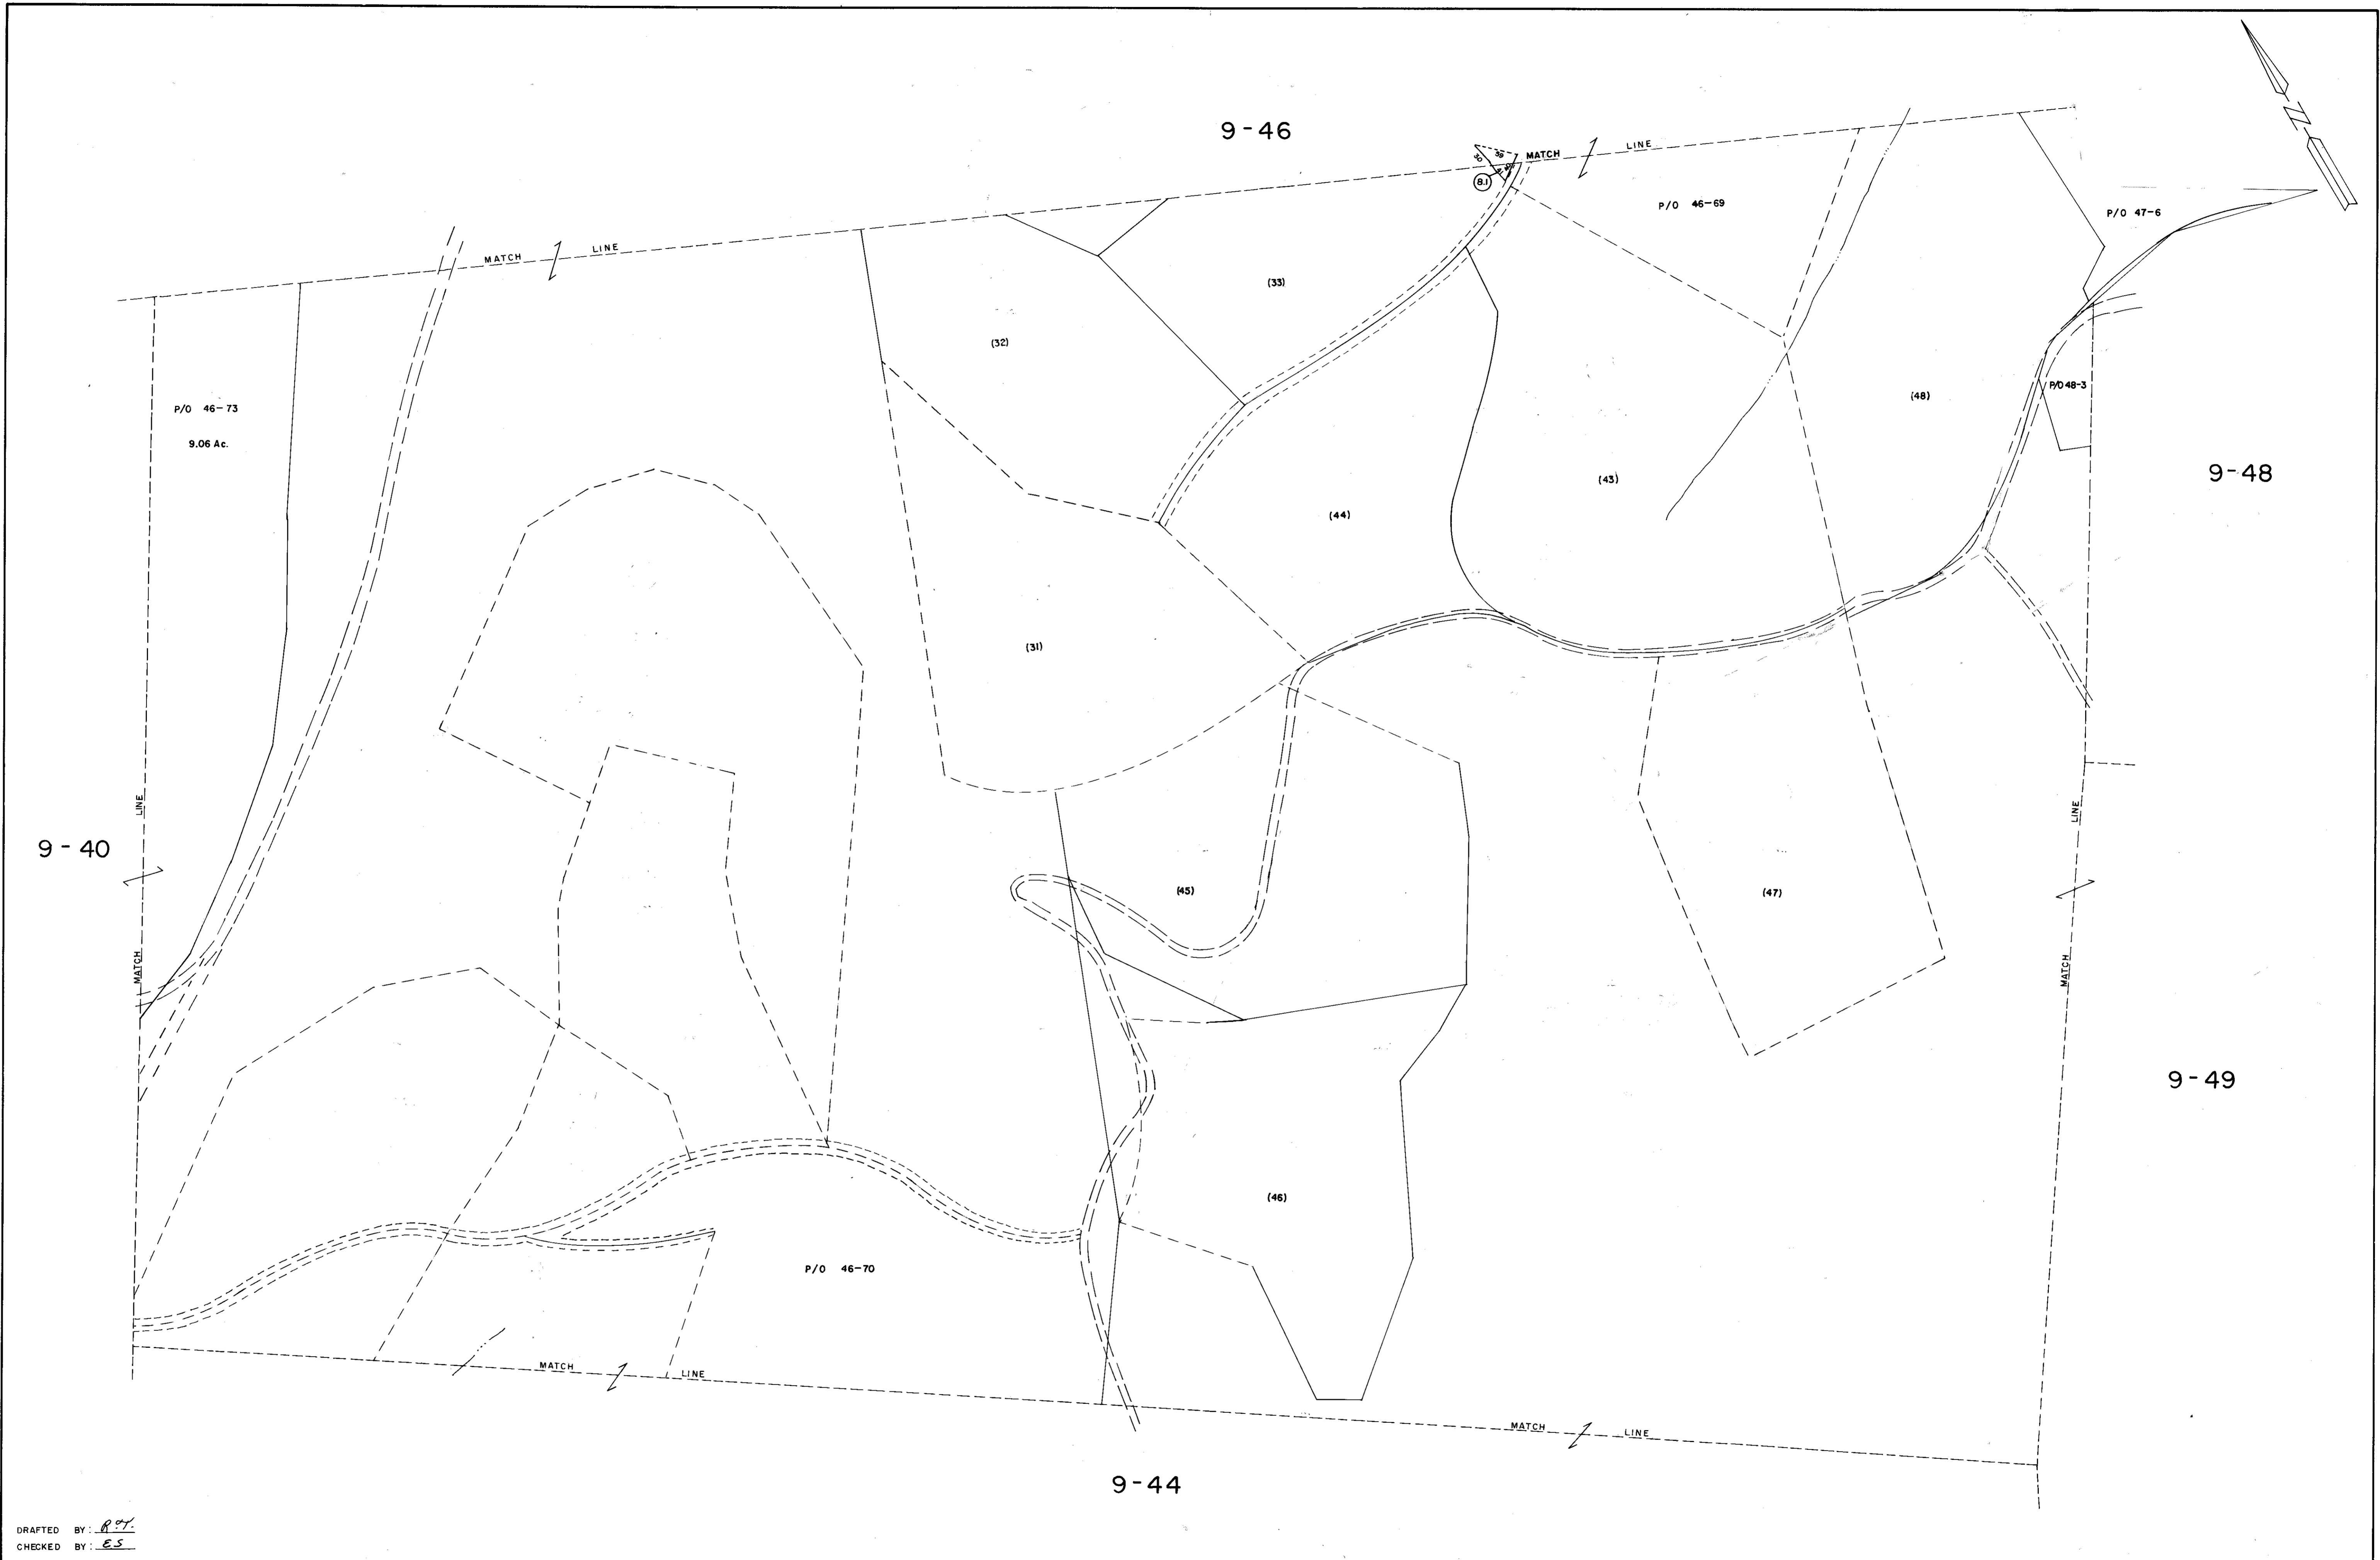 9-46
MATCH LINE
39
30
8.1
P/O 46-69
P/O 47-6
MATCH LINE
(33)
(32)
P/O 46-73
9.06 Ac.
P/O 48-3
(48)
9-48
(43)
(44)
(31)
LINE
MATCH
9-40
LINE
MATCH
(45)
(47)
9-49
(46)
P/O 46-70
MATCH LINE
MATCH LINE
9-44
DRAFTED BY:
CHECKED BY: ES